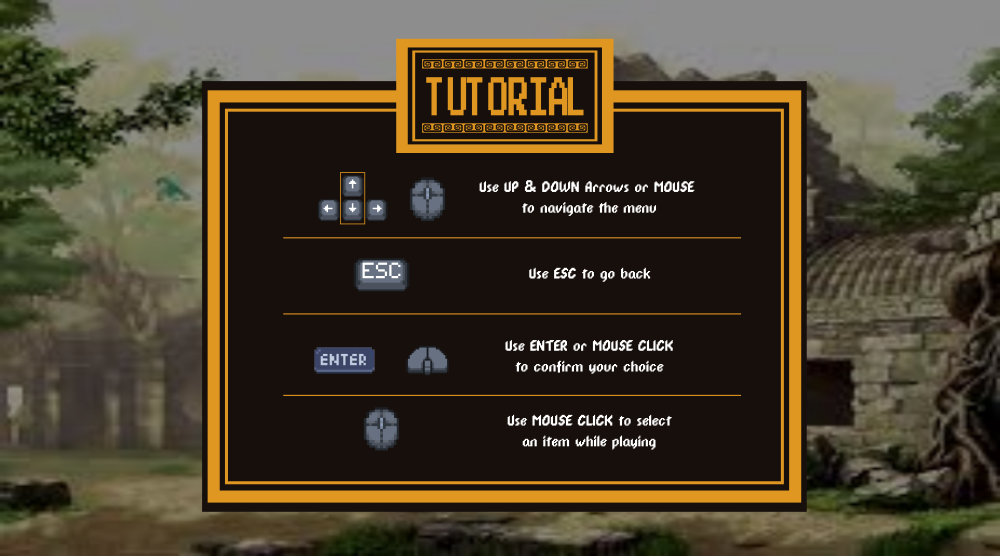 TUTORIAL
Use UP & DOWN Arrows or MOUSE
to navigate the menu
ESC
Use ESC to go back
ENTER
Use ENTER or MOUSE CLICK
to confirm your choice
Use MOUSE CLICK to select
an item while playing